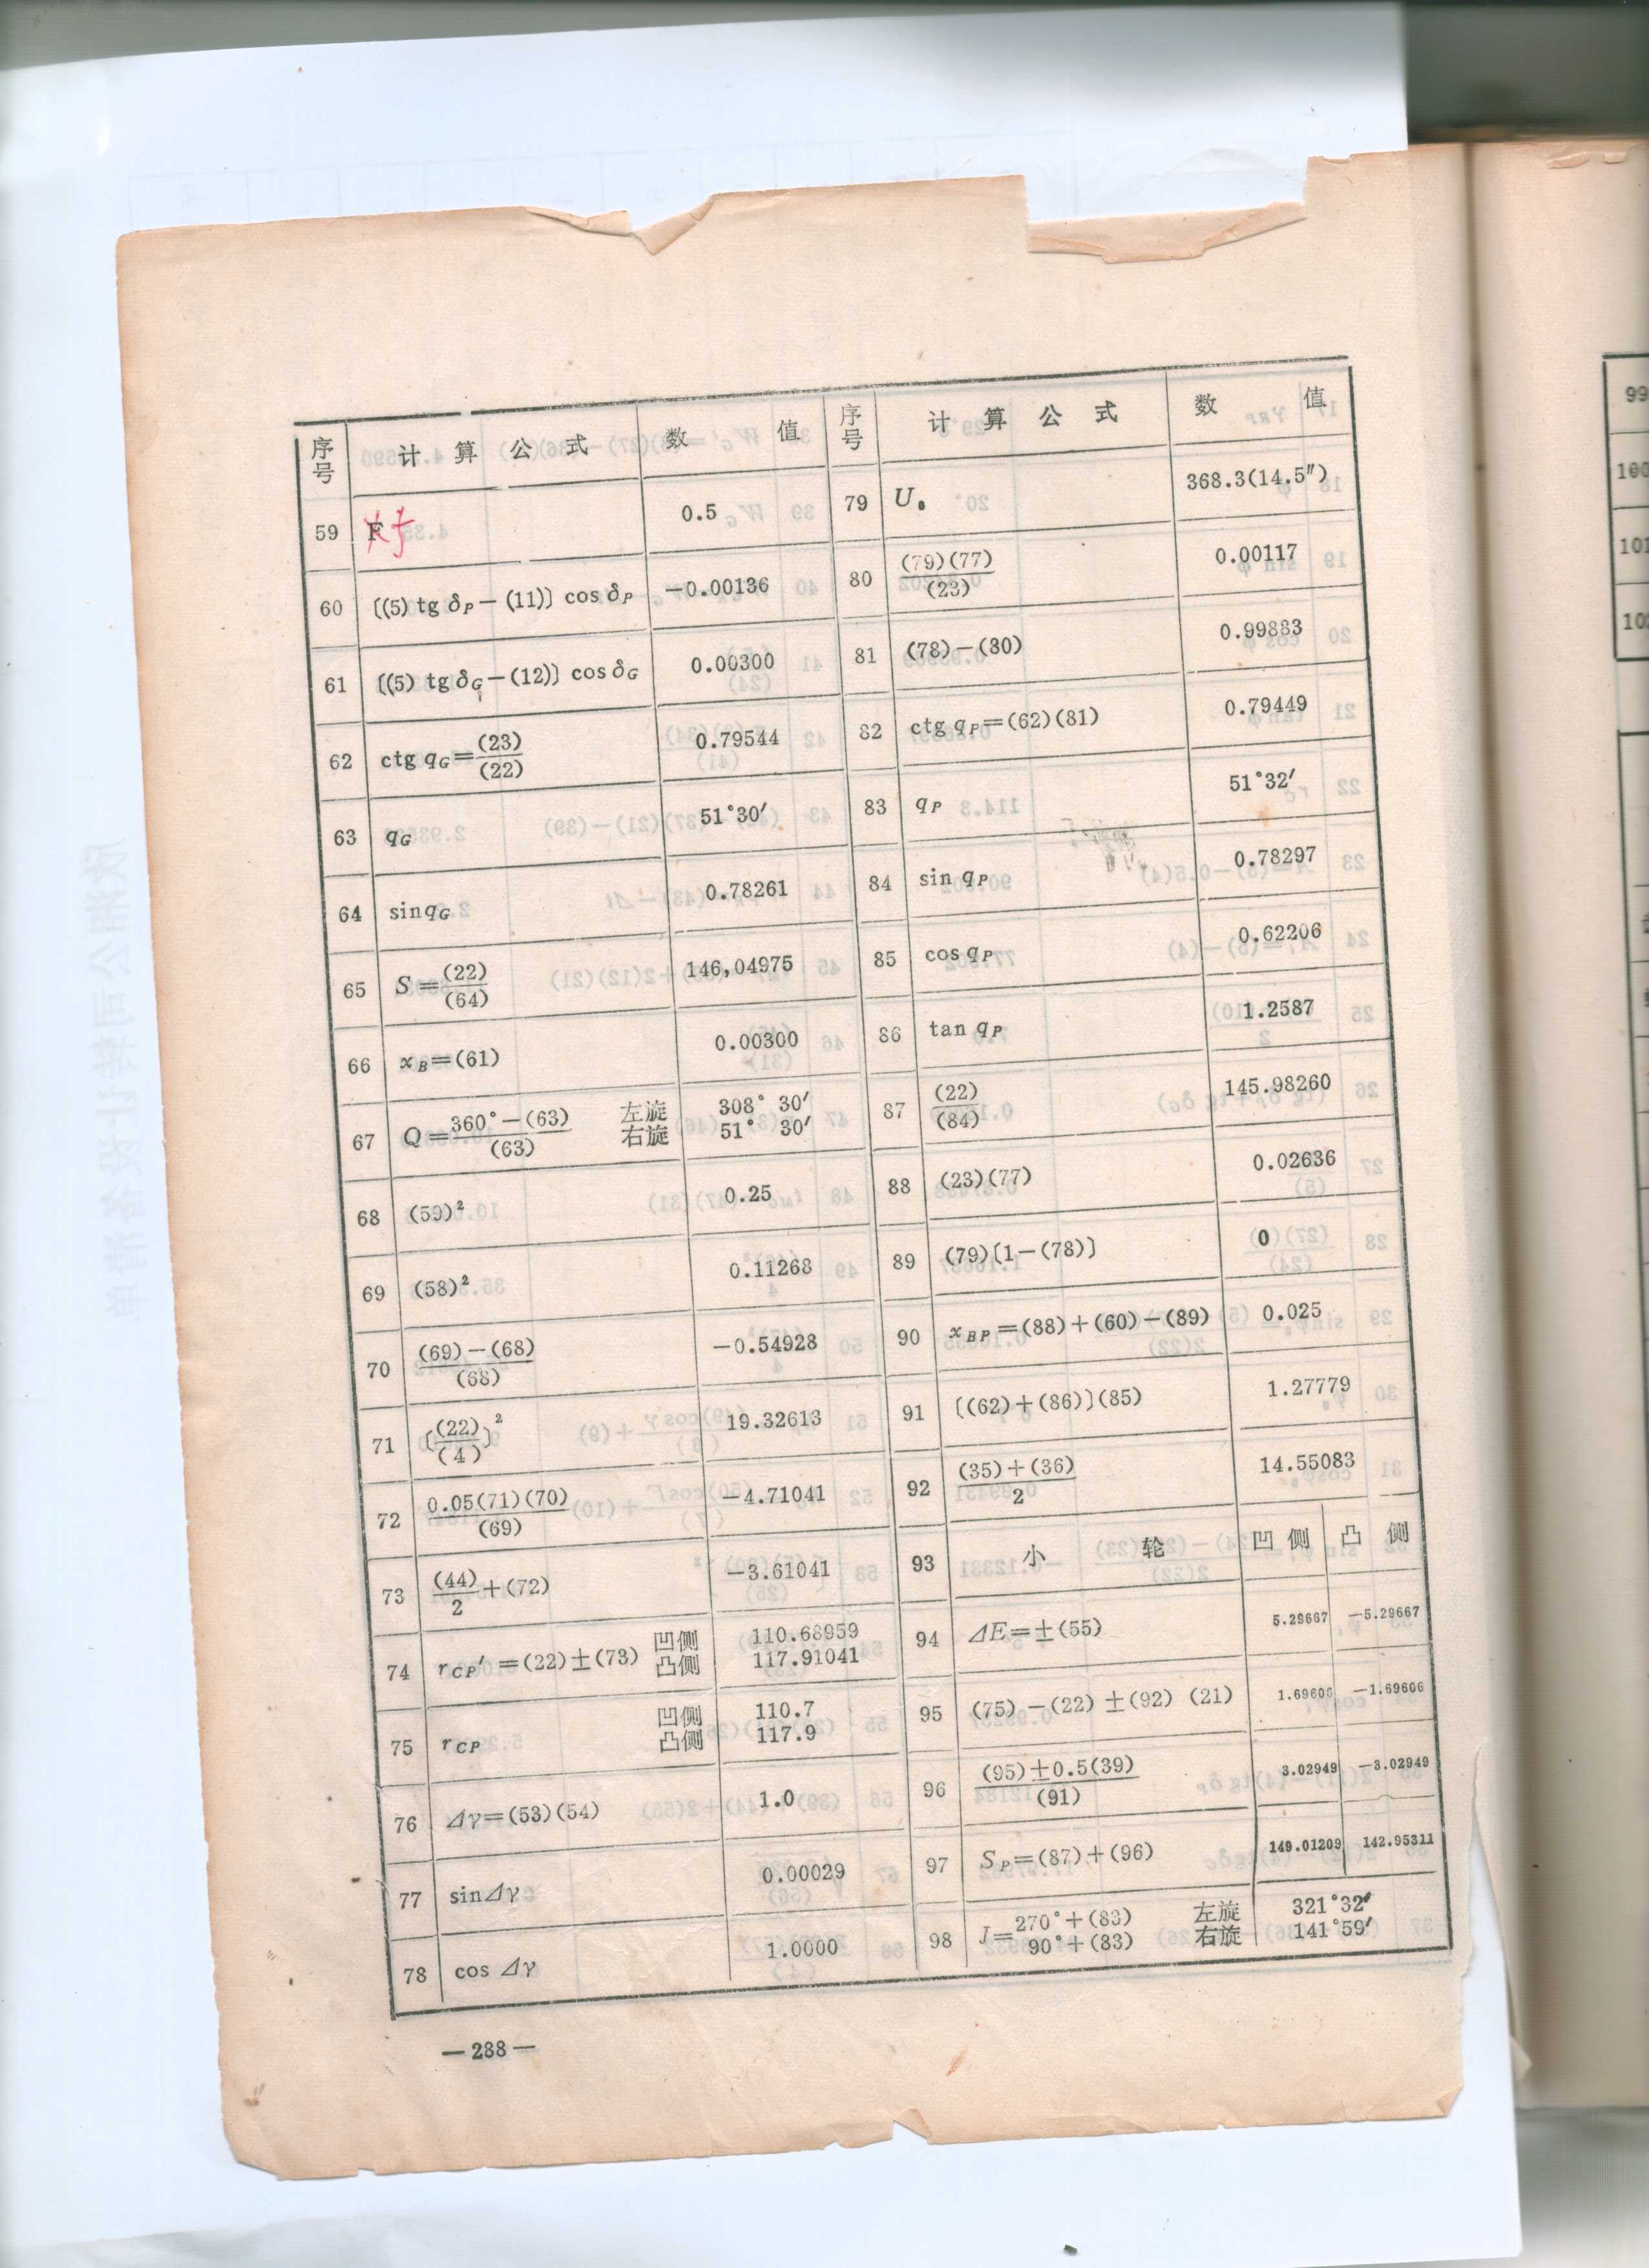 序号 计算公式 数值 序号 计算公式 数值
59 F f 0.5
60 〔(5) tg δP－(11)〕 cos δP －0.00136
61 〔(5) tg δG－(12)〕 cos δG 0.00300
62 ctg qG＝(23)/(22) 0.79544
63 qG 51°30′
64 sin qG 0.78261
65 S＝(22)/(64) 146,04975
66 xB＝(61) 0.00300
67 Q＝360°－(63) 左旋 308° 30′
(63) 右旋 51° 30′
68 (59)² 0.25
69 (58)² 0.11268
70 (69)－(68)/(68) －0.54928
71 〔(22)/(4)〕² 19.32613
72 0.05(71)(70)/(69) －4.71041
73 (44)/2＋(72) －3.61041
74 rCP′＝(22)±(73) 凹侧 110.68959
凸侧 117.91041
75 rCP 凹侧 110.7
凸侧 117.9
76 Δγ＝(53)(54) 1.0
77 sinΔγ 0.00029
78 cos Δγ 1.0000
79 U₀ 368.3(14.5″)
80 (79)(77)/(23) 0.00117
81 (78)－(80) 0.99883
82 ctg qP＝(62)(81) 0.79449
83 qP 51°32′
84 sin qP 0.78297
85 cos qP 0.62206
86 tan qP 1.2587
87 (22)/(84) 145.98260
88 (23)(77) 0.02636
89 (79)〔1－(78)〕 0
90 xBP＝(88)＋(60)－(89) 0.025
91 〔(62)＋(86)〕(85) 1.27779
92 (35)＋(36)/2 14.55083
93 小轮 凹侧 凸侧
94 ΔE＝±(55) 5.29667 －5.29667
95 (75)－(22)±(92) (21) 1.69606 －1.69606
96 (95)±0.5(39)/(91) 3.02949 －3.02949
97 SP＝(87)＋(96) 149.01209 142.95311
98 J＝270°＋(83) 左旋 321°32′
90°＋(83) 右旋 141°59′
—288—
99
100